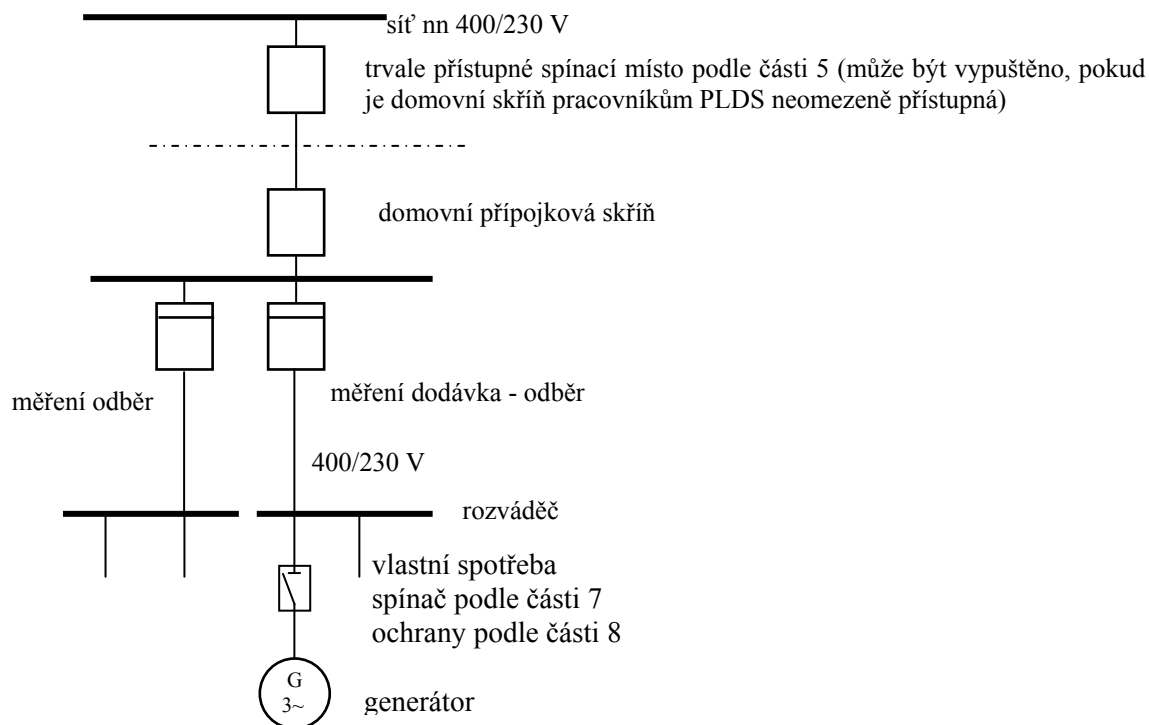 síť nn 400/230 V
trvale přístupné spínací místo podle části 5 (může být vypuštěno, pokud
je domovní skříň pracovníkům PLDS neomezeně přístupná)
domovní přípojková skříň
měření odběr
měření dodávka - odběr
400/230 V
rozváděč
vlastní spotřeba
spínač podle části 7
ochrany podle části 8
G
3~
generátor